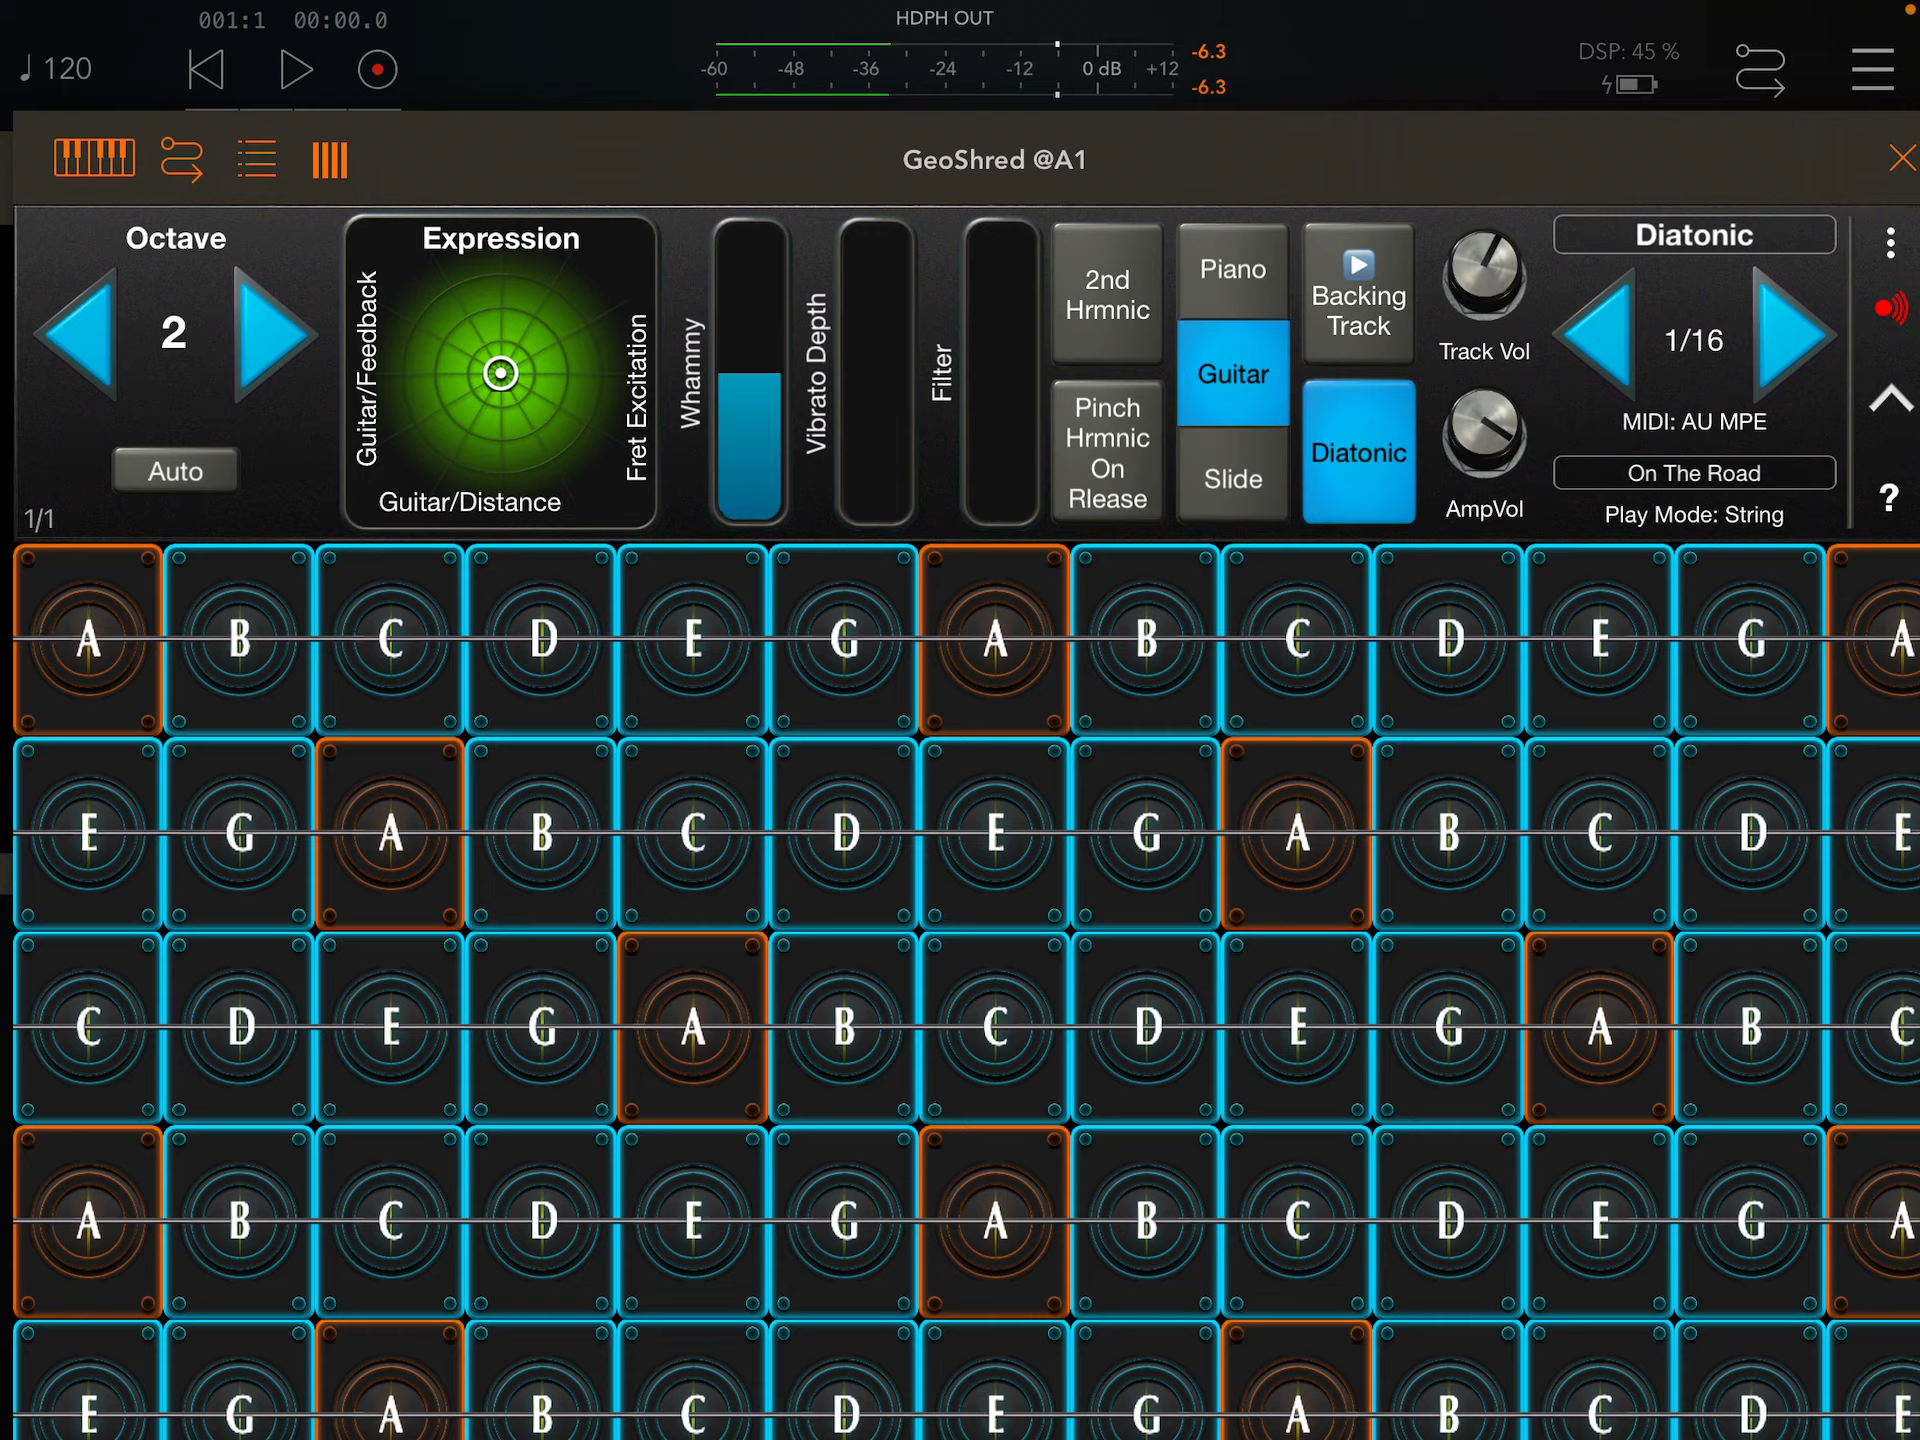 001:1 00:00.0
HDPH OUT
♩ 120
-60 -48 -36 -24 -12 0 dB +12
-6.3
-6.3
DSP: 45 %
GeoShred @A1
Octave
2
Auto
1/1
Expression
Guitar/Feedback
Fret Excitation
Guitar/Distance
Whammy
Vibrato Depth
Filter
2nd
Hrmnic
Pinch
Hrmnic
On
Rlease
Piano
Guitar
Slide
Backing
Track
Diatonic
Track Vol
AmpVol
Diatonic
1/16
MIDI: AU MPE
On The Road
Play Mode: String
?
A B C D E G A B C D E G A
E G A B C D E G A B C D E
C D E G A B C D E G A B C
A B C D E G A B C D E G A
E G A B C D E G A B C D E